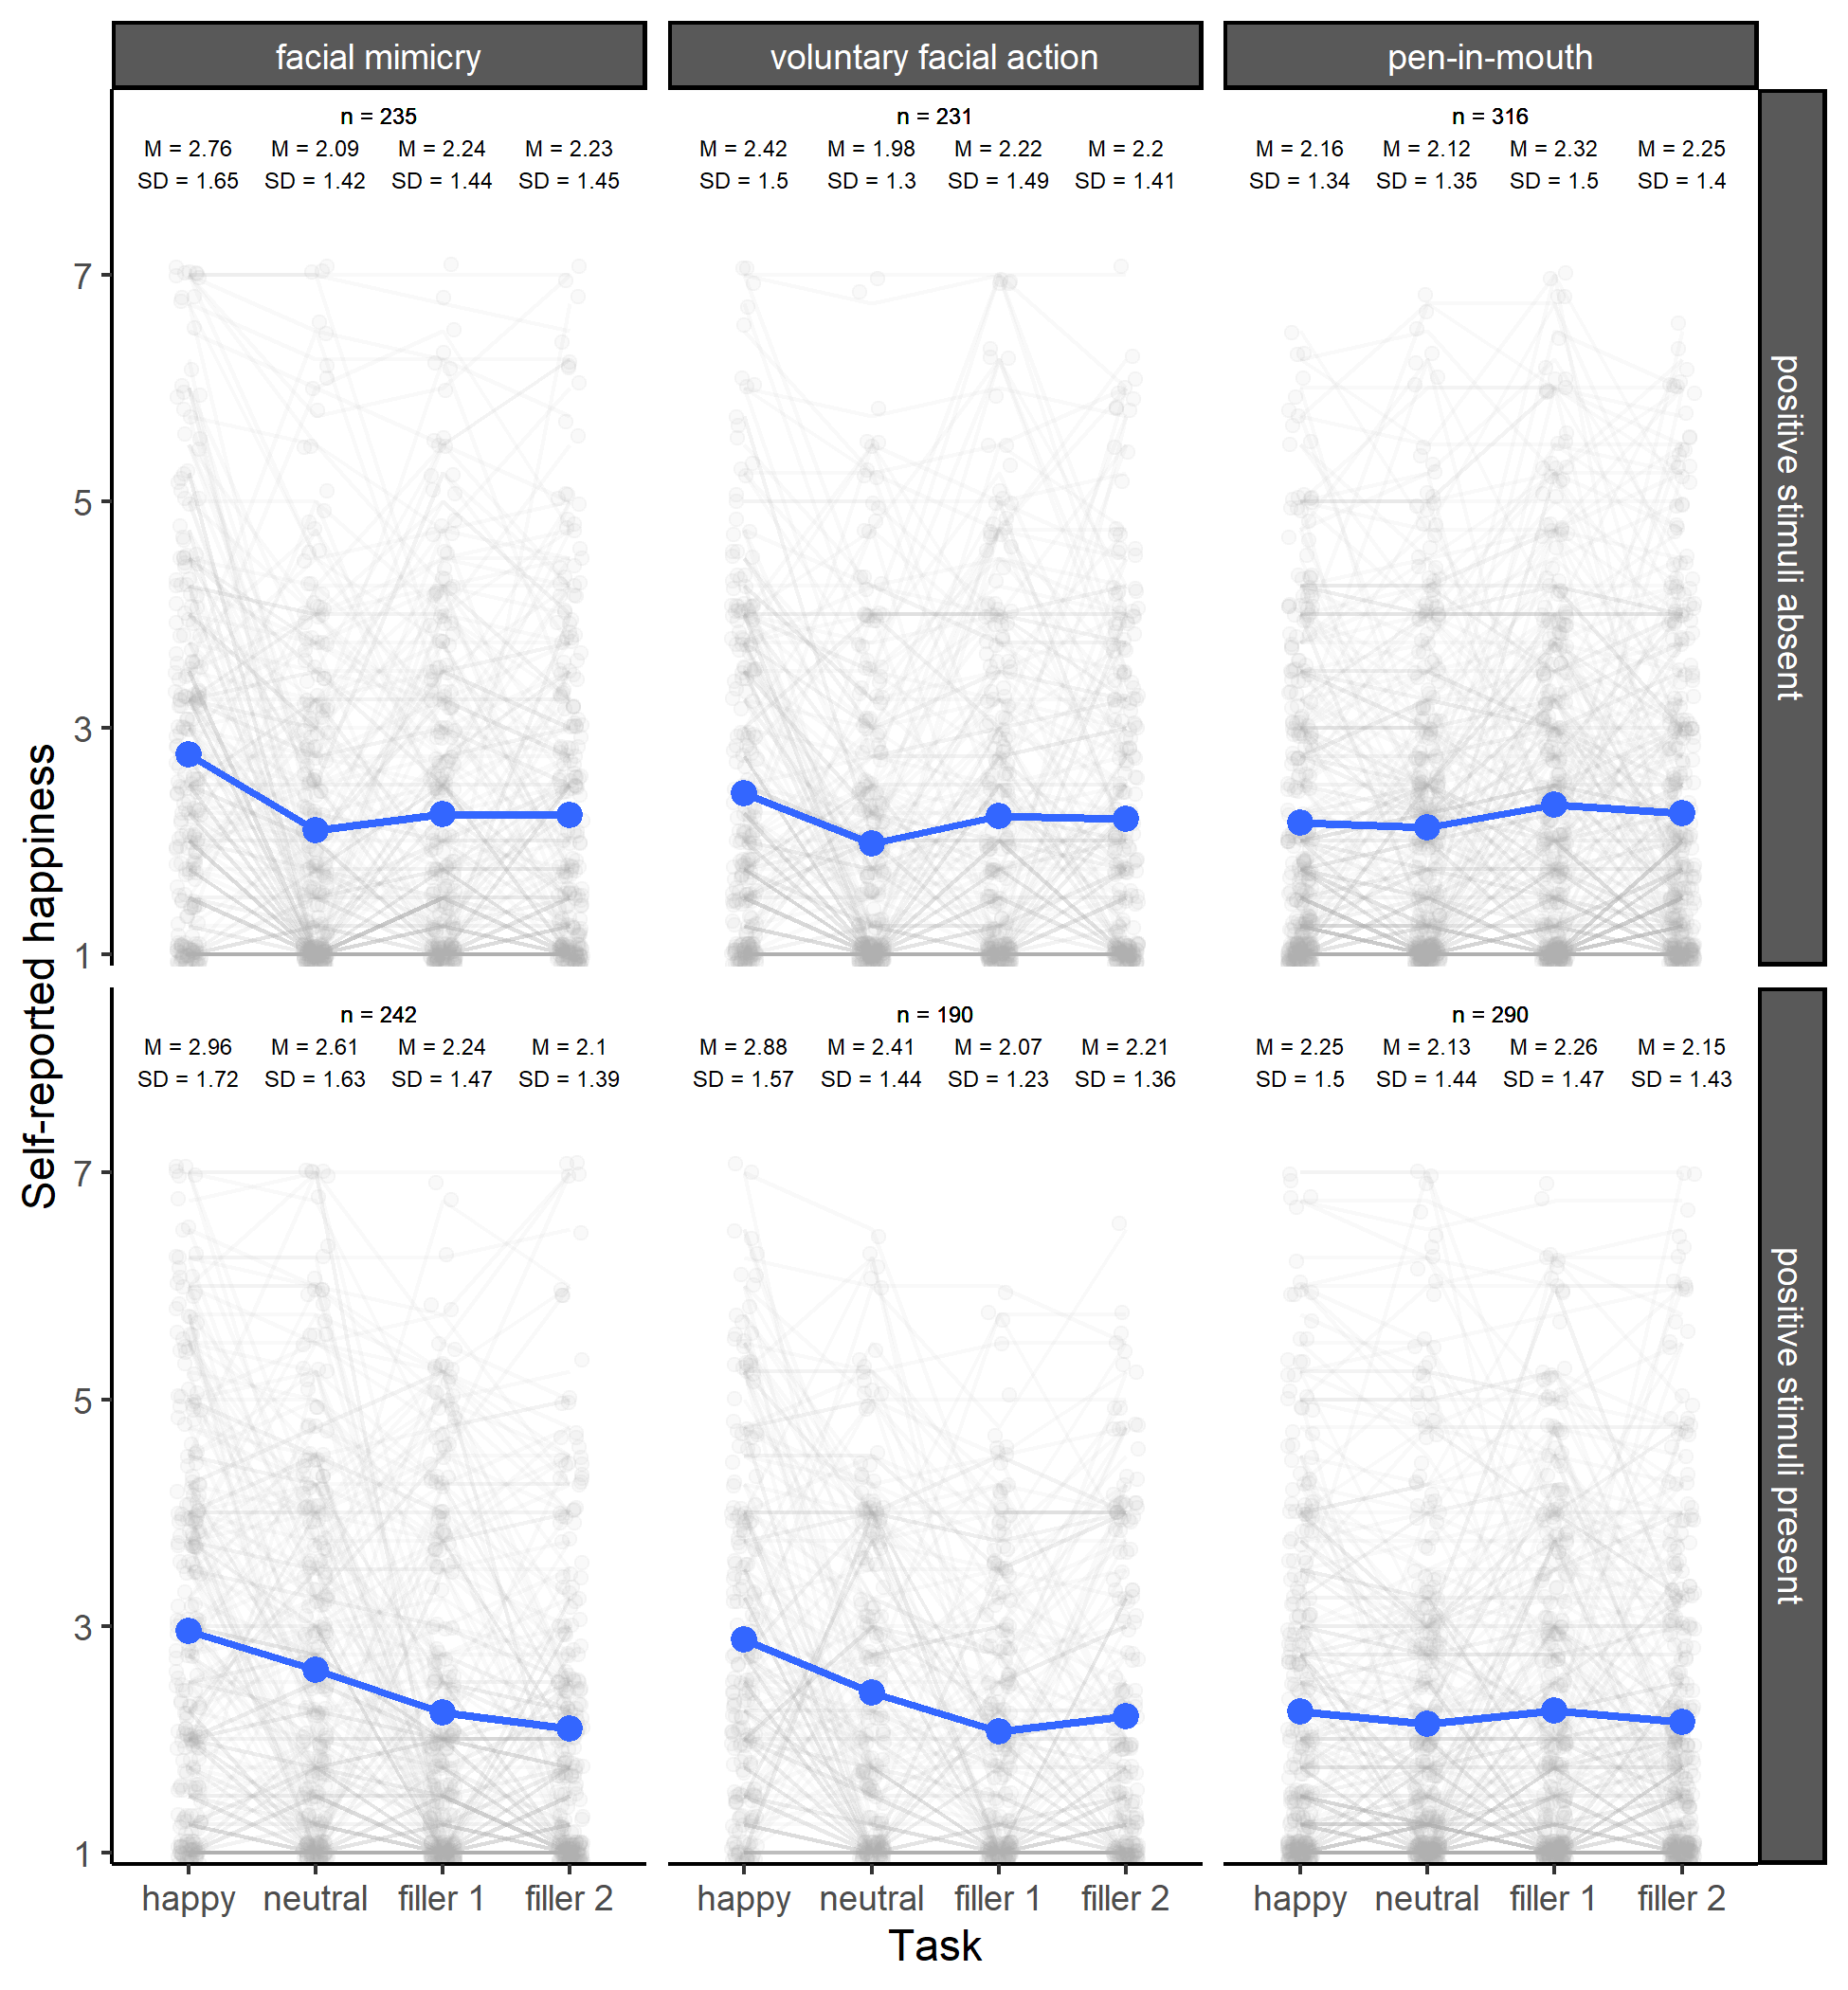 facial mimicry voluntary facial action pen-in-mouth
n = 235 n = 231 n = 316
M = 2.76 M = 2.09 M = 2.24 M = 2.23 M = 2.42 M = 1.98 M = 2.22 M = 2.2 M = 2.16 M = 2.12 M = 2.32 M = 2.25
SD = 1.65 SD = 1.42 SD = 1.44 SD = 1.45 SD = 1.5 SD = 1.3 SD = 1.49 SD = 1.41 SD = 1.34 SD = 1.35 SD = 1.5 SD = 1.4
7
5
3
1
positive stimuli absent
Self-reported happiness
n = 242 n = 190 n = 290
M = 2.96 M = 2.61 M = 2.24 M = 2.1 M = 2.88 M = 2.41 M = 2.07 M = 2.21 M = 2.25 M = 2.13 M = 2.26 M = 2.15
SD = 1.72 SD = 1.63 SD = 1.47 SD = 1.39 SD = 1.57 SD = 1.44 SD = 1.23 SD = 1.36 SD = 1.5 SD = 1.44 SD = 1.47 SD = 1.43
7
5
3
1
positive stimuli present
happy neutral filler 1 filler 2 happy neutral filler 1 filler 2 happy neutral filler 1 filler 2
Task